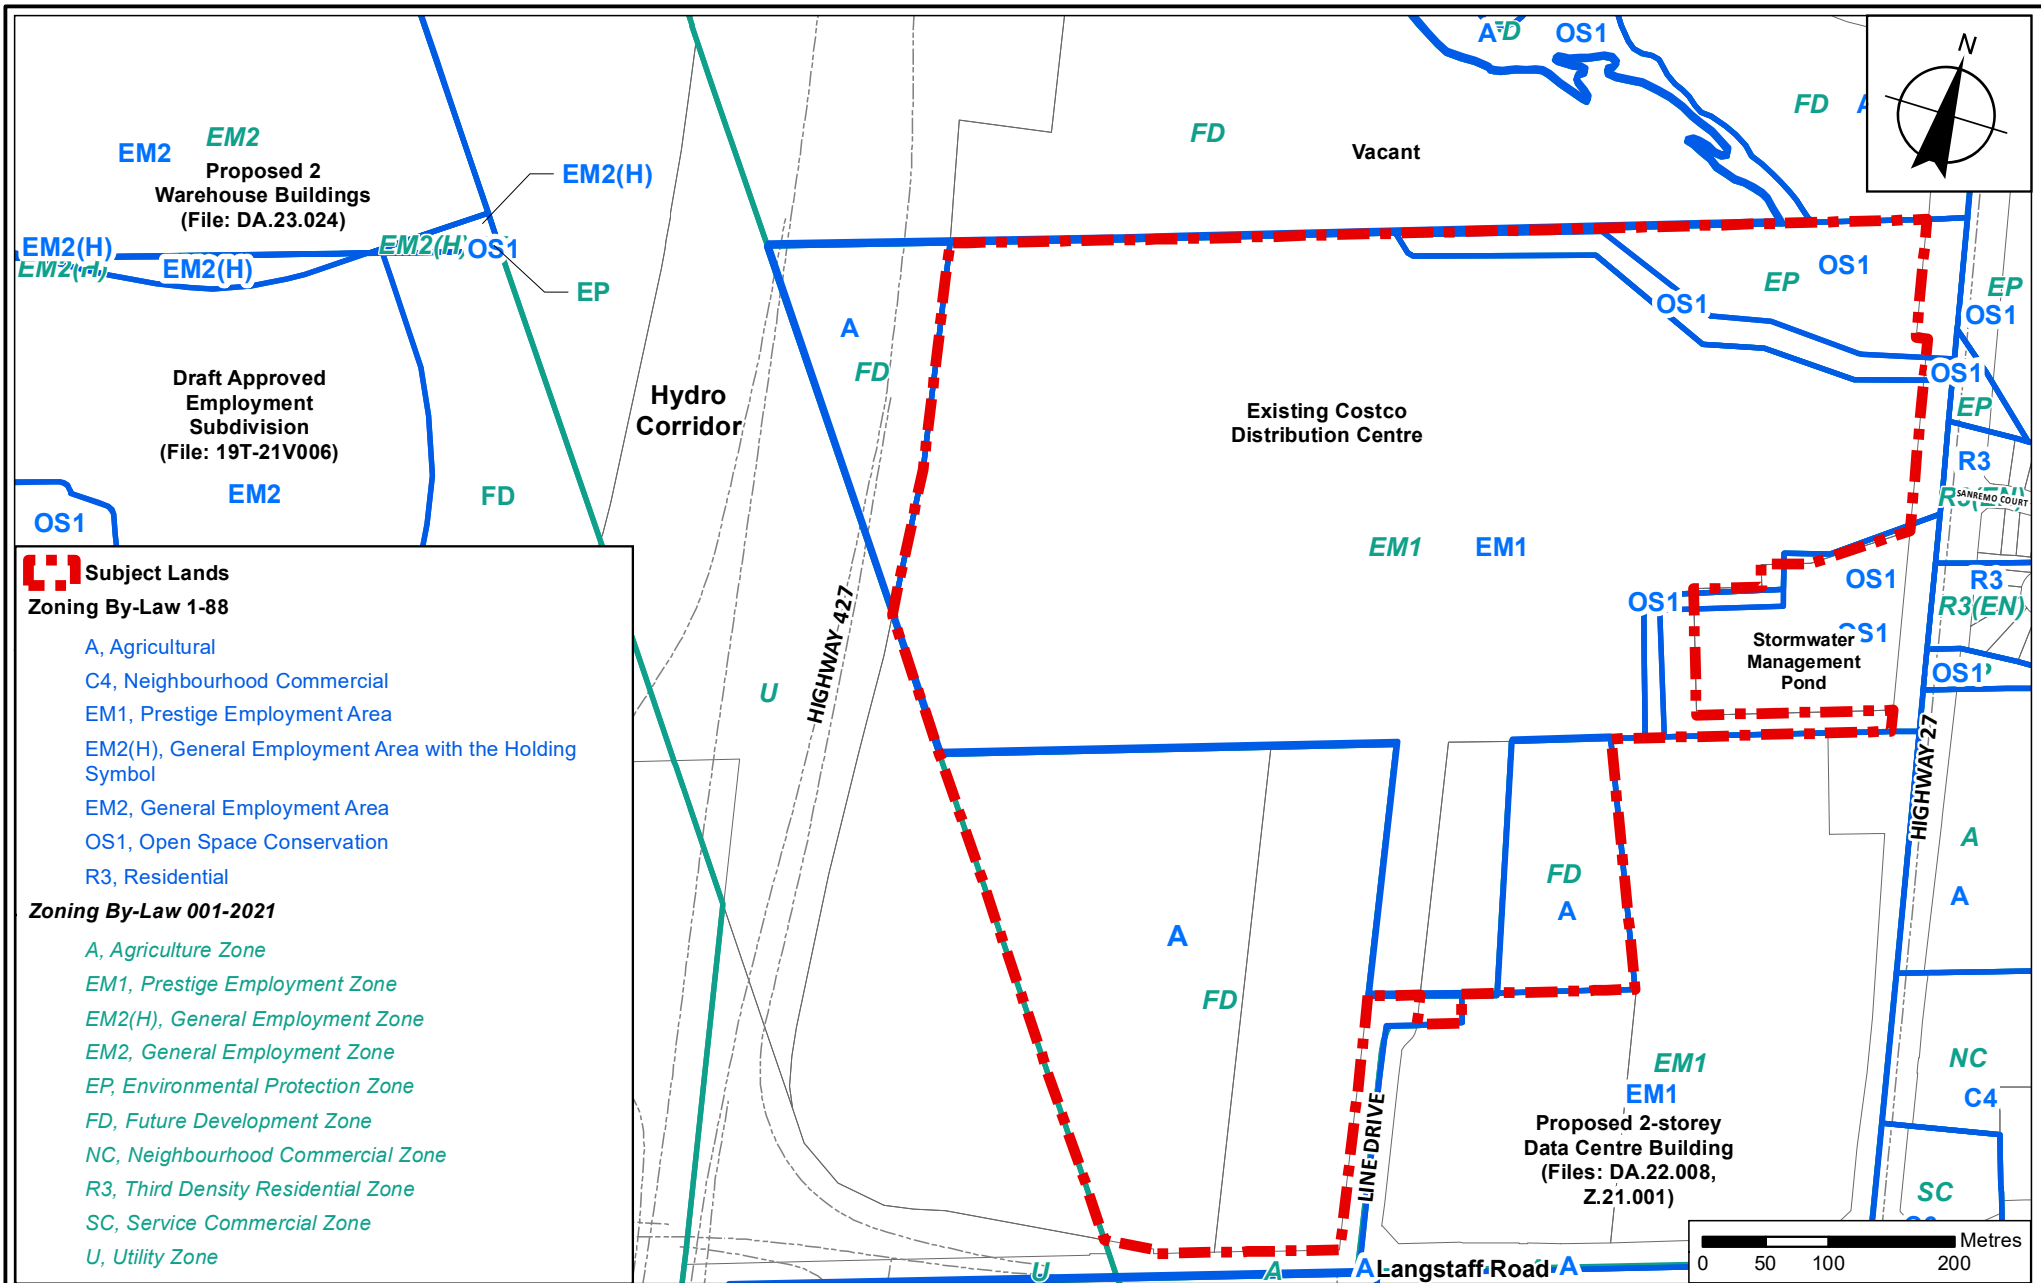 A
FD
OS1
N
FD
A
FD
Vacant
EM2
EM2
Proposed 2
Warehouse Buildings
(File: DA.23.024)
EM2(H)
EM2(H)
EM2(H)
EM2(H)
EM2(H)
OS1
EP
A
FD
Hydro
Corridor
OS1
EP
OS1
EP
OS1
OS1
EP
Existing Costco
Distribution Centre
Draft Approved
Employment
Subdivision
(File: 19T-21V006)
EM2
FD
OS1
R3
R3(EN)
SANREMO COURT
EM1
EM1
OS1
OS1
R3
R3(EN)
Stormwater
Management
Pond
OS1
OS1
U
HIGHWAY 427
HIGHWAY 27
A
A
FD
A
A
FD
EM1
EM1
Proposed 2-storey
Data Centre Building
(Files: DA.22.008,
Z.21.001)
NC
C4
SC
LINE DRIVE
U
A
A
Langstaff Road
A
Subject Lands
Zoning By-Law 1-88
A, Agricultural
C4, Neighbourhood Commercial
EM1, Prestige Employment Area
EM2(H), General Employment Area with the Holding
Symbol
EM2, General Employment Area
OS1, Open Space Conservation
R3, Residential
Zoning By-Law 001-2021
A, Agriculture Zone
EM1, Prestige Employment Zone
EM2(H), General Employment Zone
EM2, General Employment Zone
EP, Environmental Protection Zone
FD, Future Development Zone
NC, Neighbourhood Commercial Zone
R3, Third Density Residential Zone
SC, Service Commercial Zone
U, Utility Zone
Metres
0 50 100 200